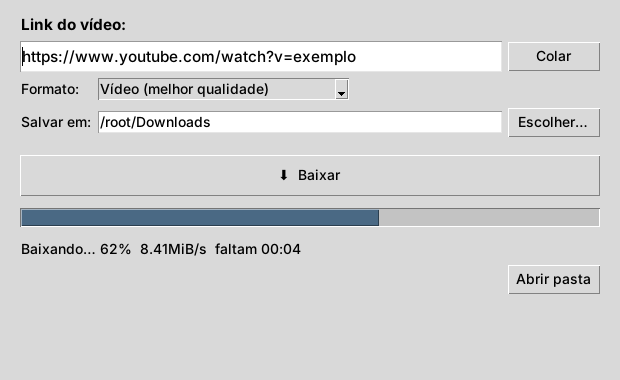 Link do vídeo:
https://www.youtube.com/watch?v=exemplo Colar
Formato: Vídeo (melhor qualidade)
Salvar em: /root/Downloads Escolher...
⬇ Baixar
Baixando... 62% 8.41MiB/s faltam 00:04
Abrir pasta